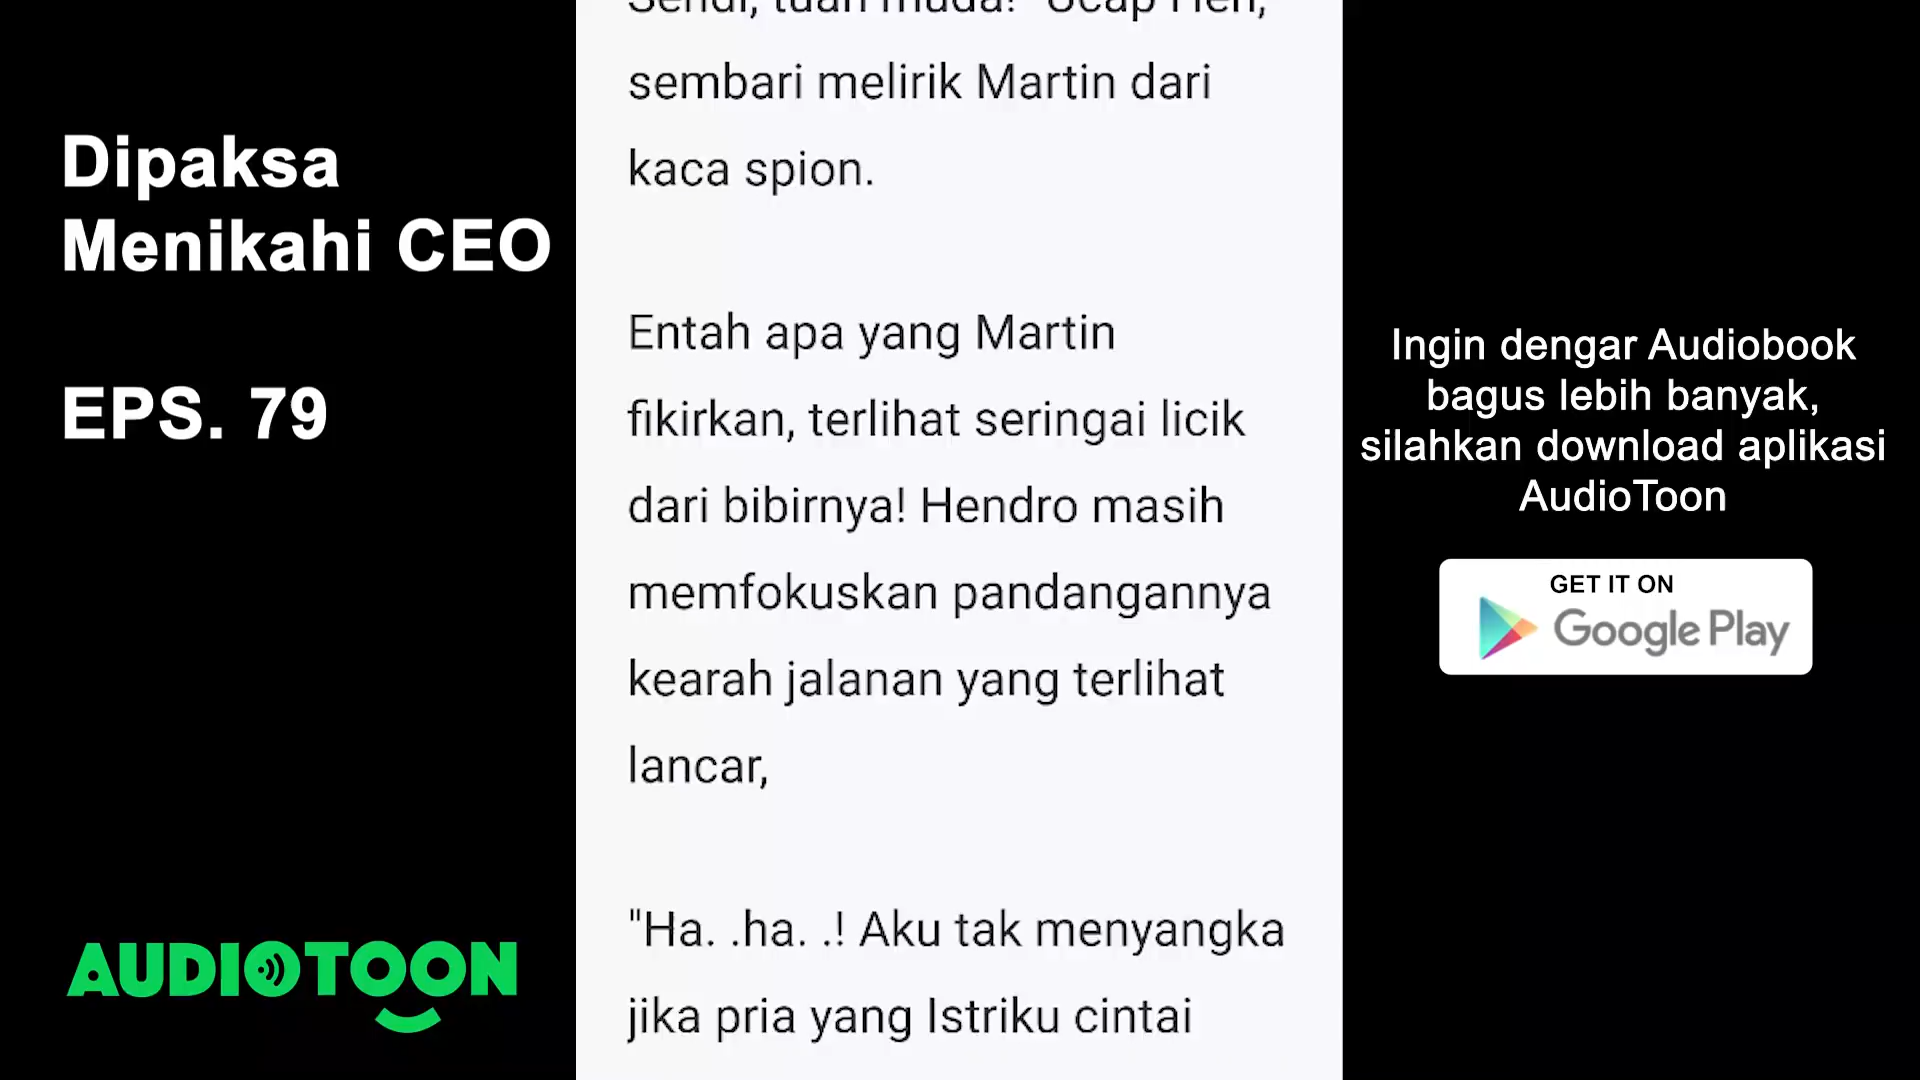 Dipaksa
Menikahi CEO
EPS. 79
AUDIOTOON
sembari melirik Martin dari
kaca spion.
Entah apa yang Martin
fikirkan, terlihat seringai licik
dari bibirnya! Hendro masih
memfokuskan pandangannya
kearah jalanan yang terlihat
lancar,
"Ha. .ha. .! Aku tak menyangka
jika pria yang Istriku cintai
Ingin dengar Audiobook
bagus lebih banyak,
silahkan download aplikasi
AudioToon
GET IT ON
Google Play